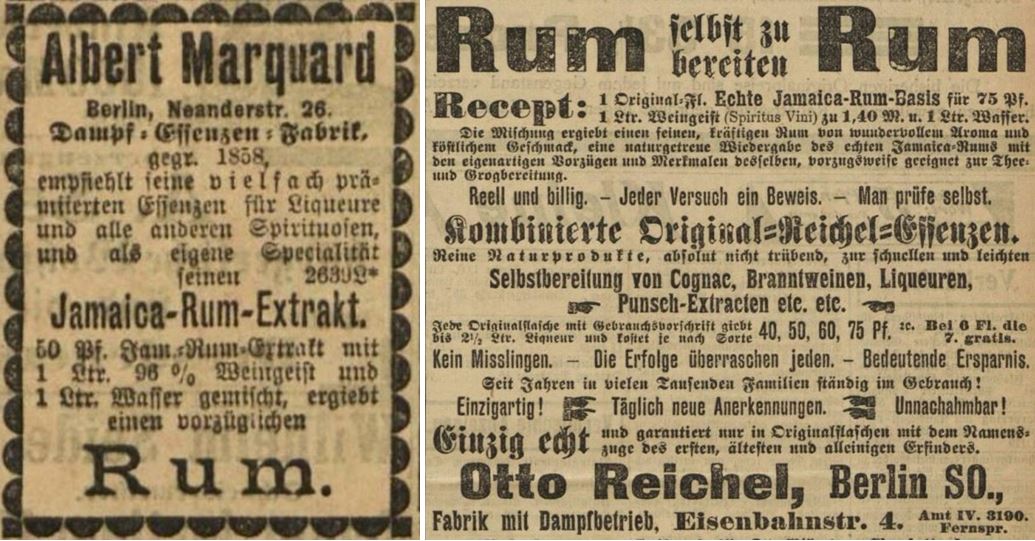 Albert Marquard
Berlin, Neanderstr. 26.
Dampf-Essenzen-Fabrik,
gegr. 1858,
empfiehlt seine vielfach prä-
miierten Essenzen für Liqueure
und alle anderen Spirituosen,
und als eigene Specialität
seinen 26392*
Jamaica-Rum-Extrakt.
50 Pf. Jam.-Rum-Extrakt mit
1 Ltr. 96 % Weingeist und
1 Ltr. Wasser gemischt, ergiebt
einen vorzüglichen
Rum.
Rum selbst zu bereiten Rum
Recept: 1 Original-Fl. Echte Jamaica-Rum-Basis für 75 Pf.
1 Ltr. Weingeist (Spiritus Vini) zu 1,40 M. u. 1 Ltr. Wasser.
Die Mischung ergiebt einen feinen, kräftigen Rum von wundervollem Aroma und
köstlichem Geschmack, eine naturgetreue Wiedergabe des echten Jamaica-Rums mit
den eigenartigen Vorzügen und Merkmalen desselben, vorzugsweise geeignet zur Thee-
und Grogbereitung.
Reell und billig. – Jeder Versuch ein Beweis. – Man prüfe selbst.
Kombinierte Original-Reichel-Essenzen.
Reine Naturprodukte, absolut nicht trübend, zur schnellen und leichten
Selbstbereitung von Cognac, Branntweinen, Liqueuren,
Punsch-Extracten etc. etc.
Jede Originalflasche mit Gebrauchsvorschrift giebt
bis 2½ Ltr. Liqueur und kostet je nach Sorte 40, 50, 60, 75 Pf. ꝛc. Bei 6 Fl. die
7. gratis.
Kein Misslingen. – Die Erfolge überraschen jeden. – Bedeutende Ersparnis.
Seit Jahren in vielen Tausenden Familien ständig im Gebrauch!
Einzigartig! Täglich neue Anerkennungen. Unnachahmbar!
Einzig echt und garantiert nur in Originalflaschen mit dem Namens-
zuge des ersten, ältesten und alleinigen Erfinders.
Otto Reichel, Berlin SO.,
Fabrik mit Dampfbetrieb, Eisenbahnstr. 4. Amt IV. 3190.
Fernspr.